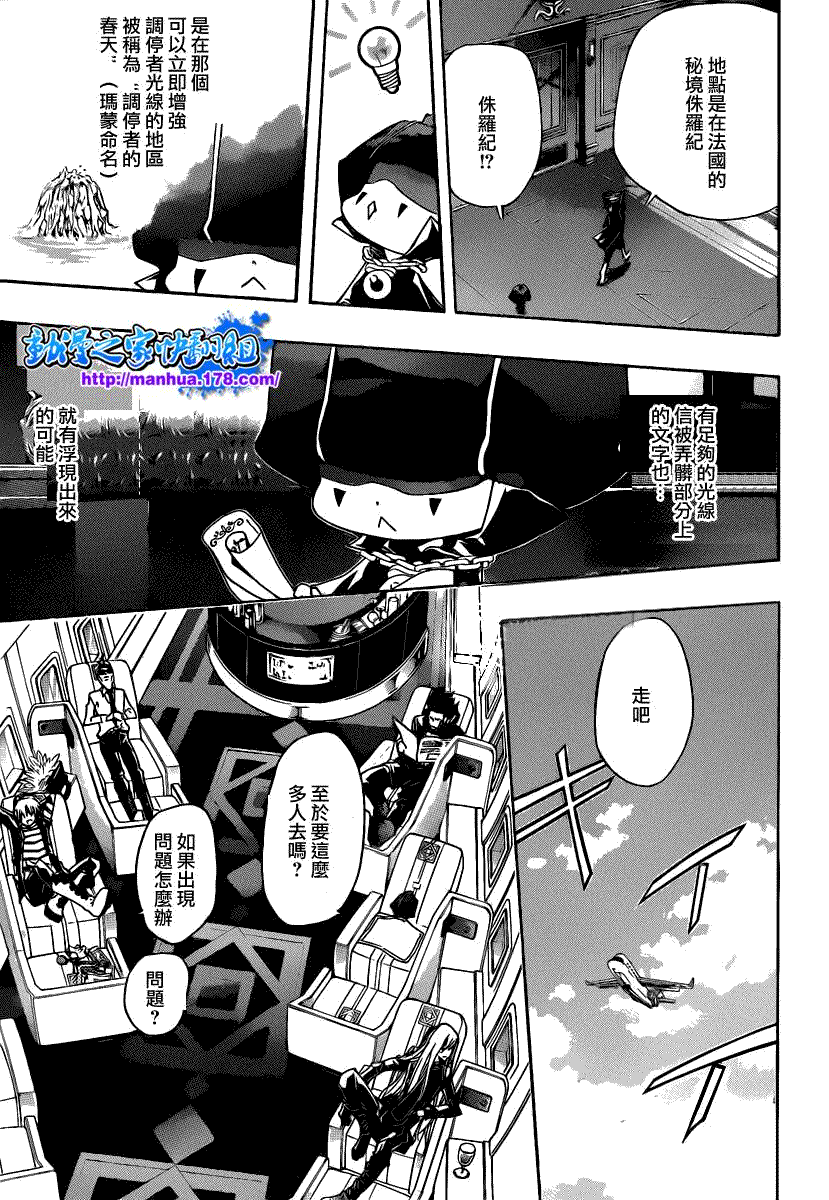 地點是在法國的
秘境侏羅紀
侏羅紀!?
是在那個
可以立即增強
調停者光線的地區
被稱為“調停者的
春天”（瑪蒙命名）
動漫之家汉化組
http://manhua.178.com/
有足夠的光線
信被弄髒部分上
的文字也…
就有浮現出來
的可能
走吧
至於要這麼
多人去嗎?
如果出現
問題怎麼辦
問題?